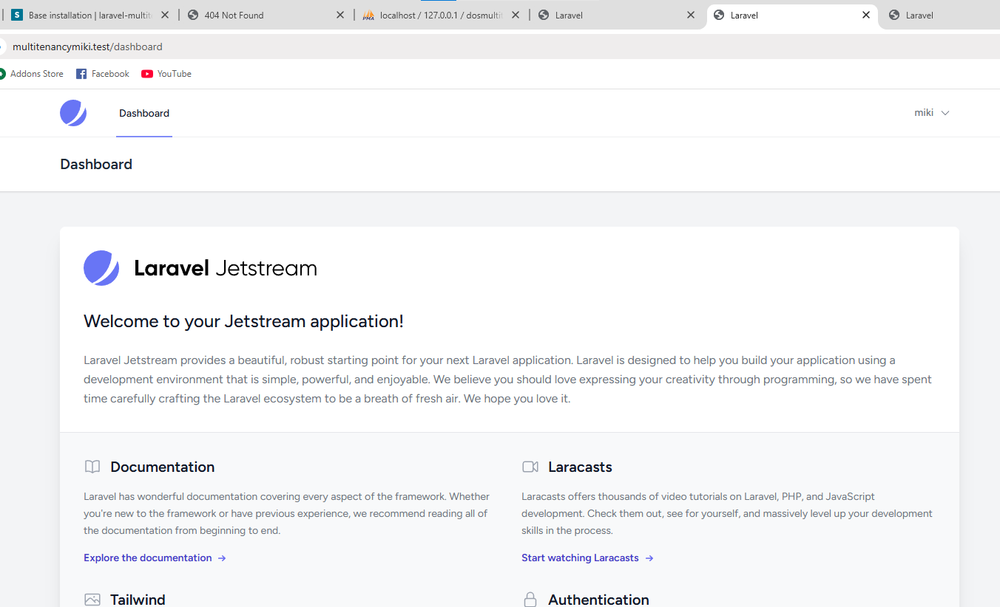 Base installation | laravel-multite
404 Not Found
localhost / 127.0.0.1 / dosmultit
Laravel
Laravel
Laravel
multitenancymiki.test/dashboard
Addons Store
Facebook
YouTube
Dashboard
miki
Dashboard
Laravel Jetstream
Welcome to your Jetstream application!
Laravel Jetstream provides a beautiful, robust starting point for your next Laravel application. Laravel is designed to help you build your application using a
development environment that is simple, powerful, and enjoyable. We believe you should love expressing your creativity through programming, so we have spent
time carefully crafting the Laravel ecosystem to be a breath of fresh air. We hope you love it.
Documentation
Laravel has wonderful documentation covering every aspect of the framework. Whether
you're new to the framework or have previous experience, we recommend reading all of
the documentation from beginning to end.
Explore the documentation →
Laracasts
Laracasts offers thousands of video tutorials on Laravel, PHP, and JavaScript
development. Check them out, see for yourself, and massively level up your development
skills in the process.
Start watching Laracasts →
Tailwind
Authentication